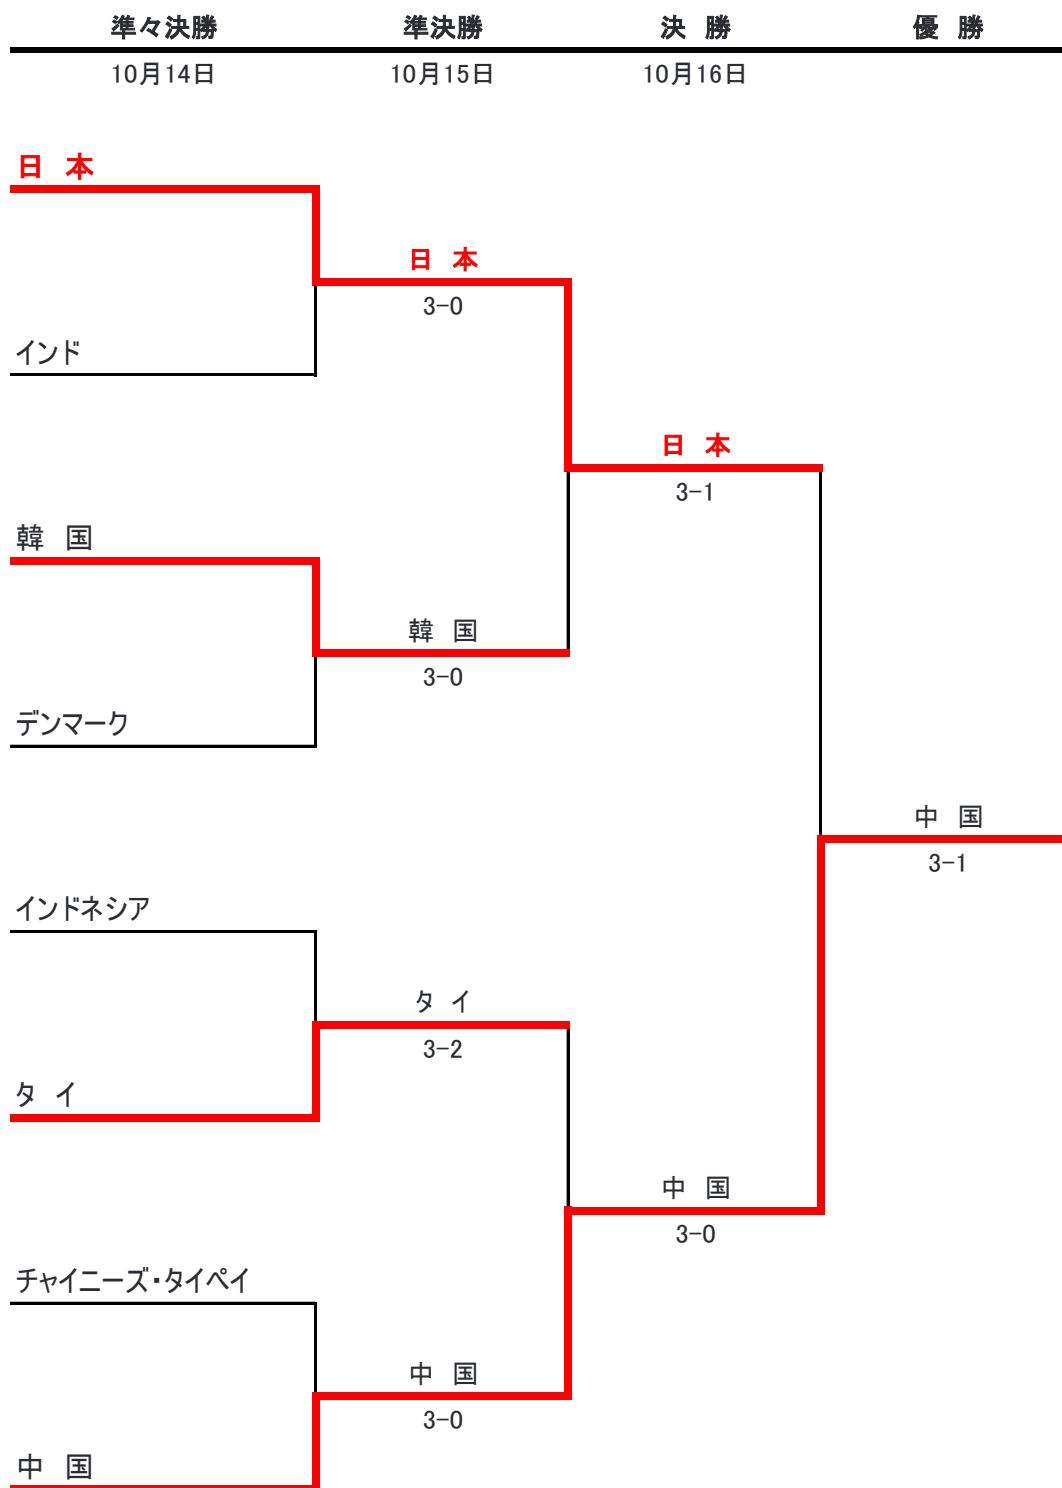 準々決勝 準決勝 決 勝 優 勝
10月14日 10月15日 10月16日
日 本
日 本
3-0
インド
日 本
3-1
韓 国
韓 国
3-0
デンマーク
中 国
3-1
インドネシア
タ イ
3-2
タ イ
中 国
3-0
チャイニーズ・タイペイ
中 国
3-0
中 国